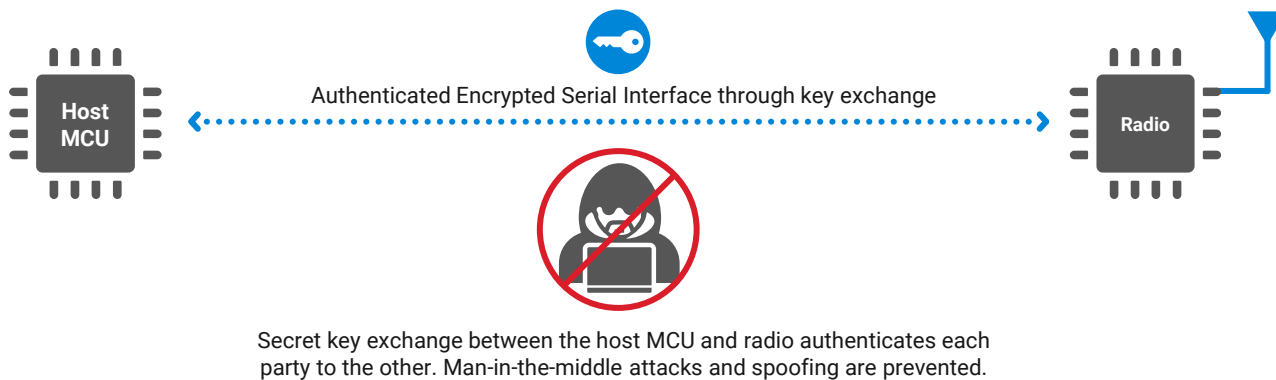 Host
MCU
Authenticated Encrypted Serial Interface through key exchange
Radio
Secret key exchange between the host MCU and radio authenticates each
party to the other. Man-in-the-middle attacks and spoofing are prevented.